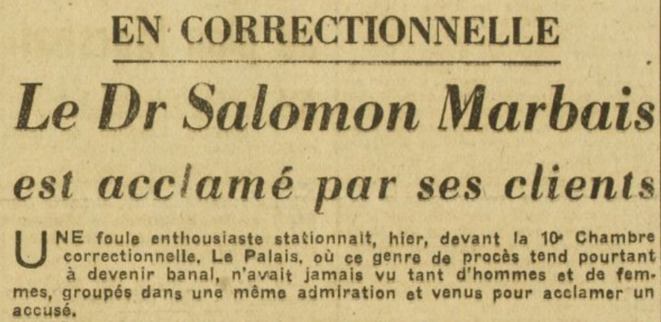 EN CORRECTIONNELLE
Le Dr Salomon Marbais
est acclamé par ses clients
UNE foule enthousiaste stationnait, hier, devant la 10e Chambre
correctionnelle. Le Palais, où ce genre de procès tend pourtant
à devenir banal, n'avait jamais vu tant d'hommes et de fem-
mes, groupés dans une même admiration et venus pour acclamer un
accusé.